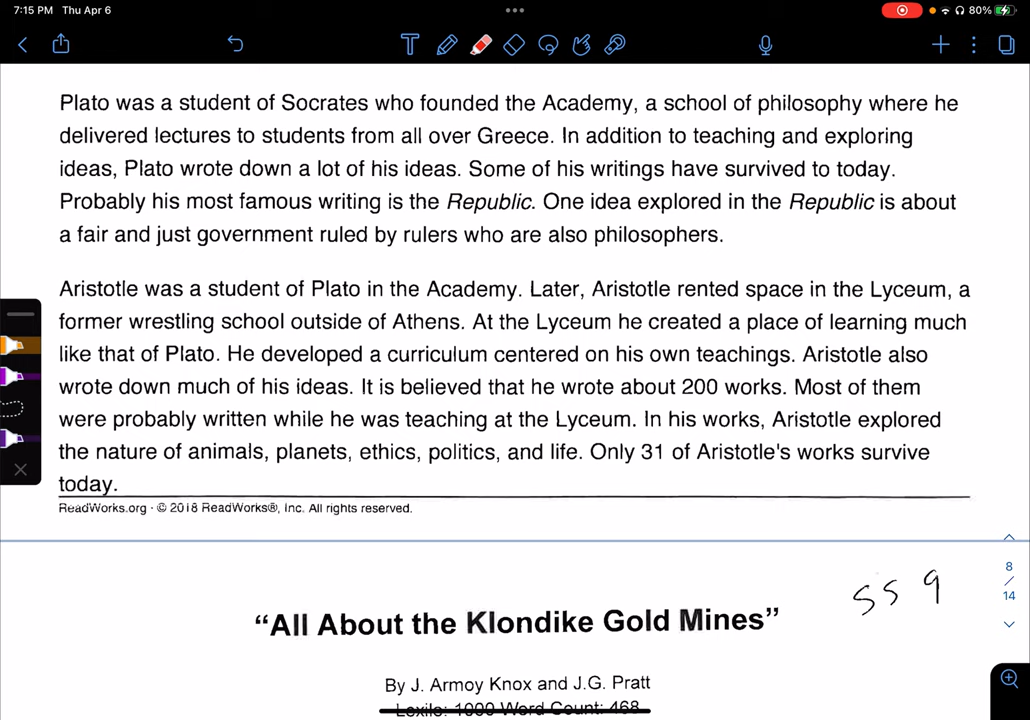 7:15 PM Thu Apr 6
80%
Plato was a student of Socrates who founded the Academy, a school of philosophy where he
delivered lectures to students from all over Greece. In addition to teaching and exploring
ideas, Plato wrote down a lot of his ideas. Some of his writings have survived to today.
Probably his most famous writing is the Republic. One idea explored in the Republic is about
a fair and just government ruled by rulers who are also philosophers.
Aristotle was a student of Plato in the Academy. Later, Aristotle rented space in the Lyceum, a
former wrestling school outside of Athens. At the Lyceum he created a place of learning much
like that of Plato. He developed a curriculum centered on his own teachings. Aristotle also
wrote down much of his ideas. It is believed that he wrote about 200 works. Most of them
were probably written while he was teaching at the Lyceum. In his works, Aristotle explored
the nature of animals, planets, ethics, politics, and life. Only 31 of Aristotle's works survive
today.
ReadWorks.org · © 2018 ReadWorks®, Inc. All rights reserved.
8
/
14
SS 9
“All About the Klondike Gold Mines”
By J. Armoy Knox and J.G. Pratt
Lexile: 1000 Word Count: 468